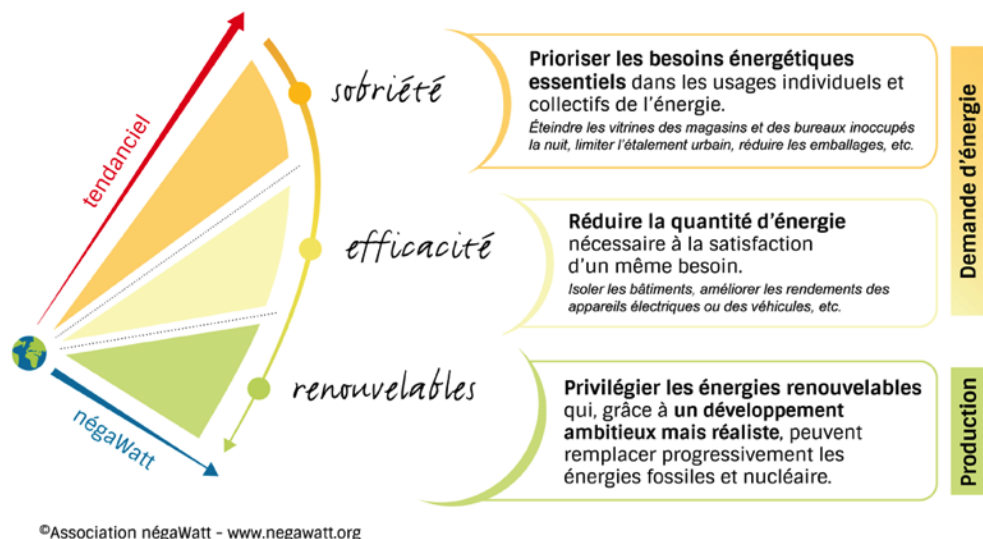 tendanciel
négaWatt
sobriété
Prioriser les besoins énergétiques
essentiels dans les usages individuels et
collectifs de l’énergie.
Éteindre les vitrines des magasins et des bureaux inoccupés
la nuit, limiter l’étalement urbain, réduire les emballages, etc.
efficacité
Réduire la quantité d’énergie
nécessaire à la satisfaction
d’un même besoin.
Isoler les bâtiments, améliorer les rendements des
appareils électriques ou des véhicules, etc.
Demande d’énergie
renouvelables
Privilégier les énergies renouvelables
qui, grâce à un développement
ambitieux mais réaliste, peuvent
remplacer progressivement les
énergies fossiles et nucléaire.
Production
©Association négaWatt - www.negawatt.org